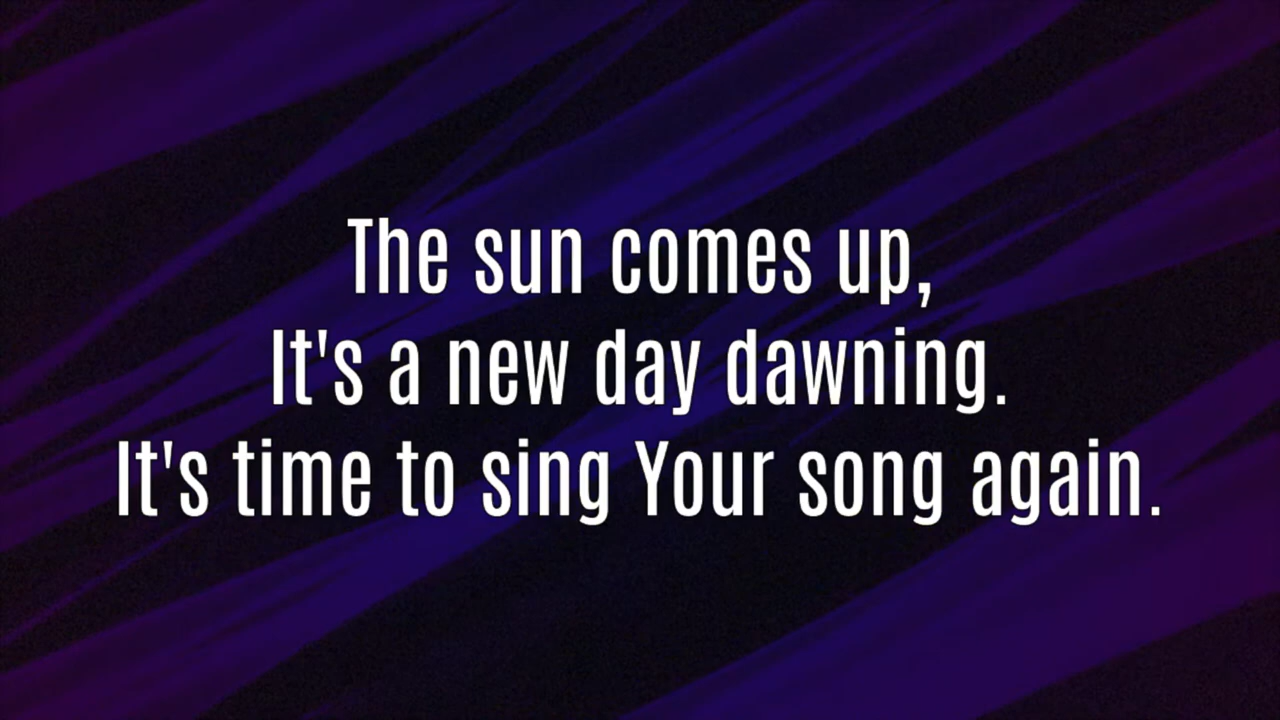 The sun comes up,
It's a new day dawning.
It's time to sing Your song again.